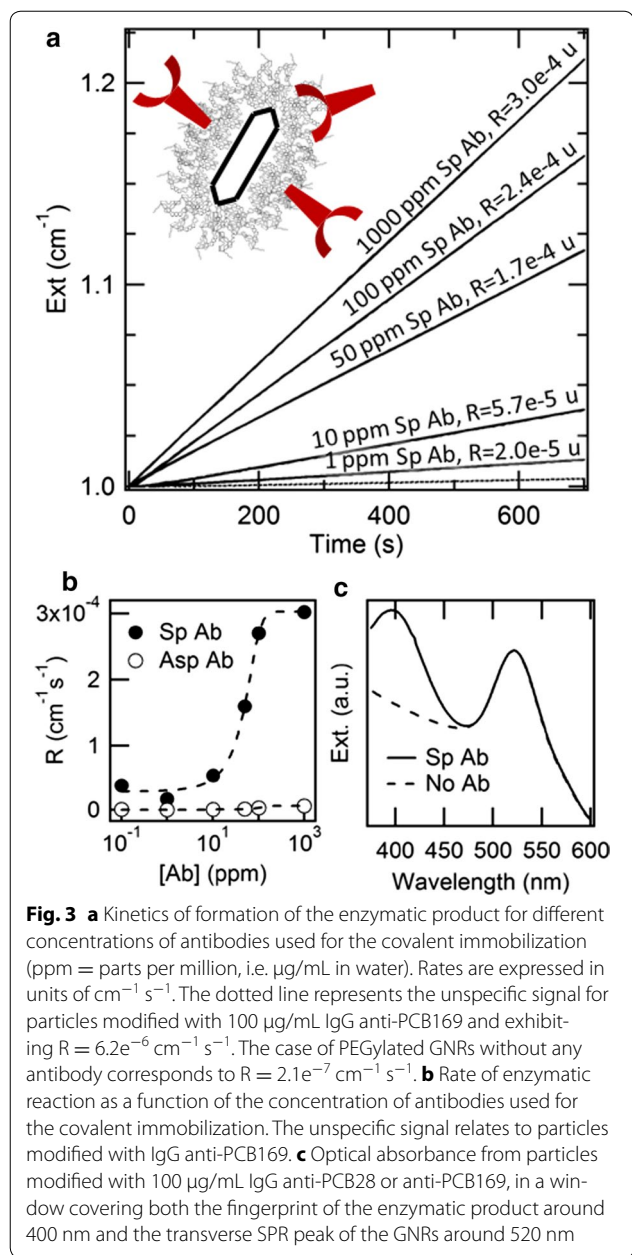 a
1.2
1.1
1.0
Ext (cm⁻¹)
1000 ppm Sp Ab, R=3.0e-4 u
100 ppm Sp Ab, R=2.4e-4 u
50 ppm Sp Ab, R=1.7e-4 u
10 ppm Sp Ab, R=5.7e-5 u
1 ppm Sp Ab, R=2.0e-5 u
0 200 400 600
Time (s)
b
3x10⁻⁴
2
1
0
R (cm⁻¹s⁻¹)
Sp Ab
Asp Ab
10⁻¹ 10¹ 10³
[Ab] (ppm)
c
Ext. (a.u.)
Sp Ab
No Ab
400 450 500 550 600
Wavelength (nm)
Fig. 3 a Kinetics of formation of the enzymatic product for different
concentrations of antibodies used for the covalent immobilization
(ppm = parts per million, i.e. µg/mL in water). Rates are expressed in
units of cm⁻¹ s⁻¹. The dotted line represents the unspecific signal for
particles modified with 100 µg/mL IgG anti-PCB169 and exhibit-
ing R = 6.2e⁻⁶ cm⁻¹ s⁻¹. The case of PEGylated GNRs without any
antibody corresponds to R = 2.1e⁻⁷ cm⁻¹ s⁻¹. b Rate of enzymatic
reaction as a function of the concentration of antibodies used for
the covalent immobilization. The unspecific signal relates to particles
modified with IgG anti-PCB169. c Optical absorbance from particles
modified with 100 µg/mL IgG anti-PCB28 or anti-PCB169, in a win-
dow covering both the fingerprint of the enzymatic product around
400 nm and the transverse SPR peak of the GNRs around 520 nm